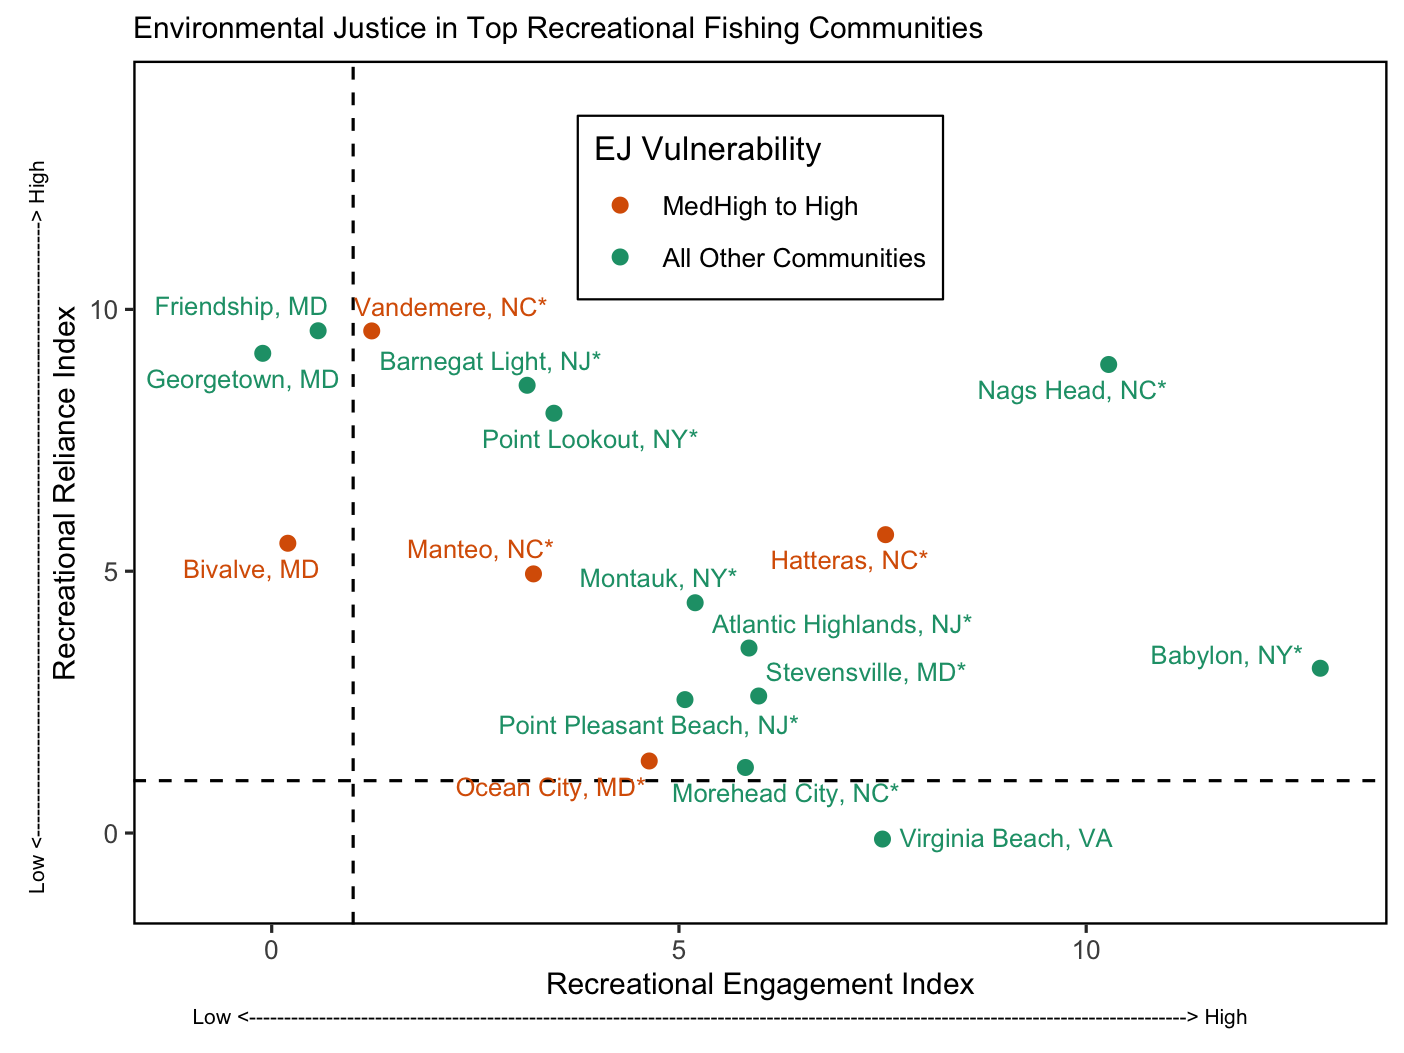 Environmental Justice in Top Recreational Fishing Communities
EJ Vulnerability
MedHigh to High
All Other Communities
Friendship, MD
Vandemere, NC*
Georgetown, MD
Barnegat Light, NJ*
Nags Head, NC*
Point Lookout, NY*
Bivalve, MD
Manteo, NC*
Hatteras, NC*
Montauk, NY*
Atlantic Highlands, NJ*
Babylon, NY*
Stevensville, MD*
Point Pleasant Beach, NJ*
Ocean City, MD*
Morehead City, NC*
Virginia Beach, VA
10
5
0
0 5 10
Recreational Reliance Index
Low <--------------------------------------------------------------------------------> High
Recreational Engagement Index
Low <--------------------------------------------------------------------------------------------------------------------------------------> High